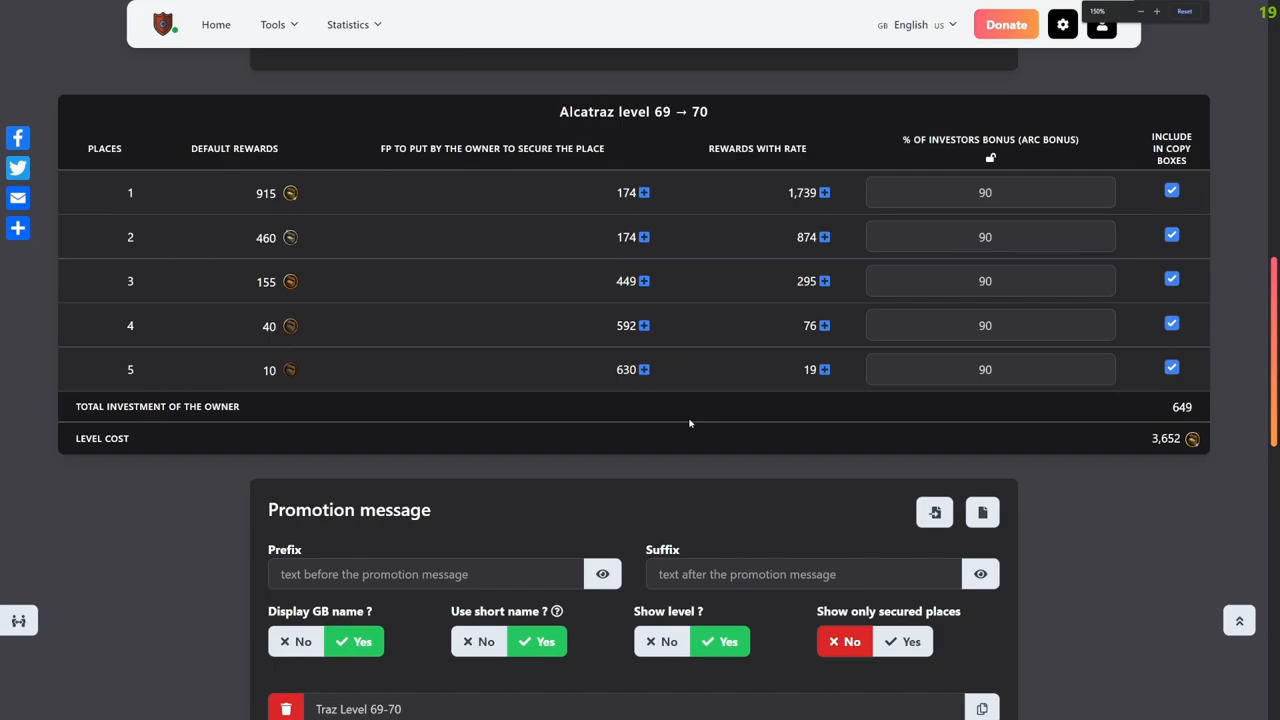 Home Tools Statistics GB English US Donate 150% Reset 19
Alcatraz level 69 → 70
PLACES DEFAULT REWARDS FP TO PUT BY THE OWNER TO SECURE THE PLACE REWARDS WITH RATE % OF INVESTORS BONUS (ARC BONUS) INCLUDE IN COPY BOXES
1 915 174 1,739 90
2 460 174 874 90
3 155 449 295 90
4 40 592 76 90
5 10 630 19 90
TOTAL INVESTMENT OF THE OWNER 649
LEVEL COST 3,652
Promotion message
Prefix Suffix
text before the promotion message text after the promotion message
Display GB name ? Use short name ? Show level ? Show only secured places
No Yes No Yes No Yes No Yes
Traz Level 69-70